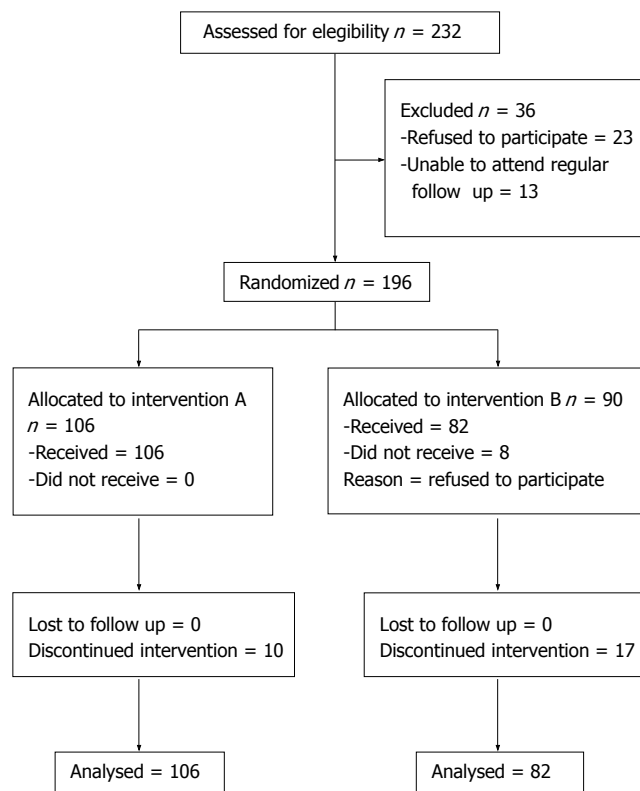 Assessed for elegibility n = 232
Excluded n = 36
-Refused to participate = 23
-Unable to attend regular
follow up = 13
Randomized n = 196
Allocated to intervention A
n = 106
-Received = 106
-Did not receive = 0
Allocated to intervention B n = 90
-Received = 82
-Did not receive = 8
Reason = refused to participate
Lost to follow up = 0
Discontinued intervention = 10
Lost to follow up = 0
Discontinued intervention = 17
Analysed = 106
Analysed = 82